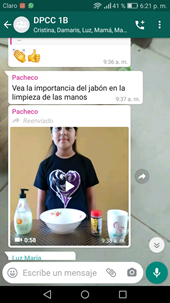 Claro
41 %
6:21 p. m.
DPCC 1B
Cristina, Damaris, Luz, Mamá, Ma...
9:36 a. m.
Pacheco
Vea la importancia del jabón en la
limpieza de las manos
9:37 a. m.
Pacheco
Reenviado
0:58
9:38 a. m.
Luz Maria
Escribe un mensaje